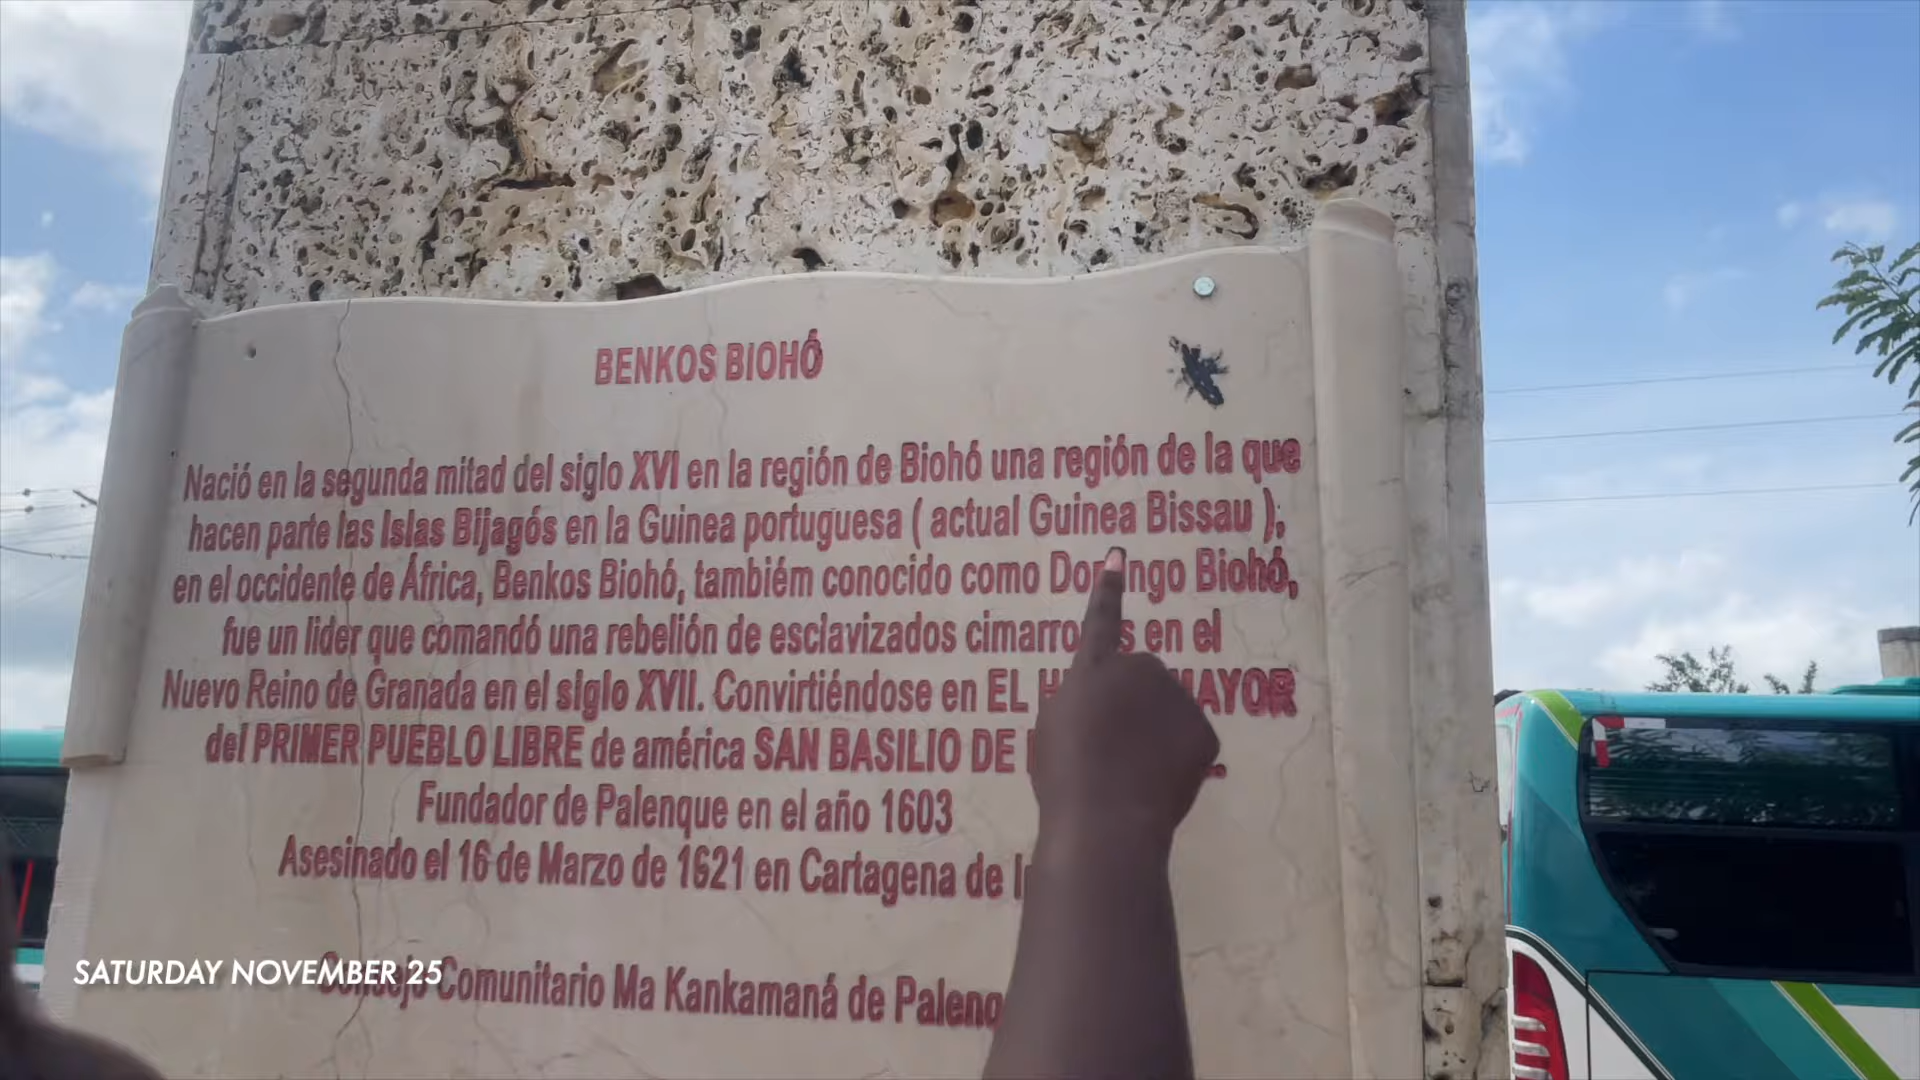 BENKOS BIOHÓ
Nació en la segunda mitad del siglo XVI en la región de Biohó una región de la que
hacen parte las Islas Bijagós en la Guinea portuguesa ( actual Guinea Bissau ),
en el occidente de África, Benkos Biohó, también conocido como Domingo Biohó,
fue un lider que comandó una rebelión de esclavizados en el
Nuevo Reino de Granada en el siglo XVII. Convirtiéndose en EL MAYOR
del PRIMER PUEBLO LIBRE de américa SAN BASILIO DE
Fundador de Palenque en el año 1603
Asesinado el 16 de Marzo de 1621 en Cartagena de
Comunitario Ma Kankamaná de
SATURDAY NOVEMBER 25